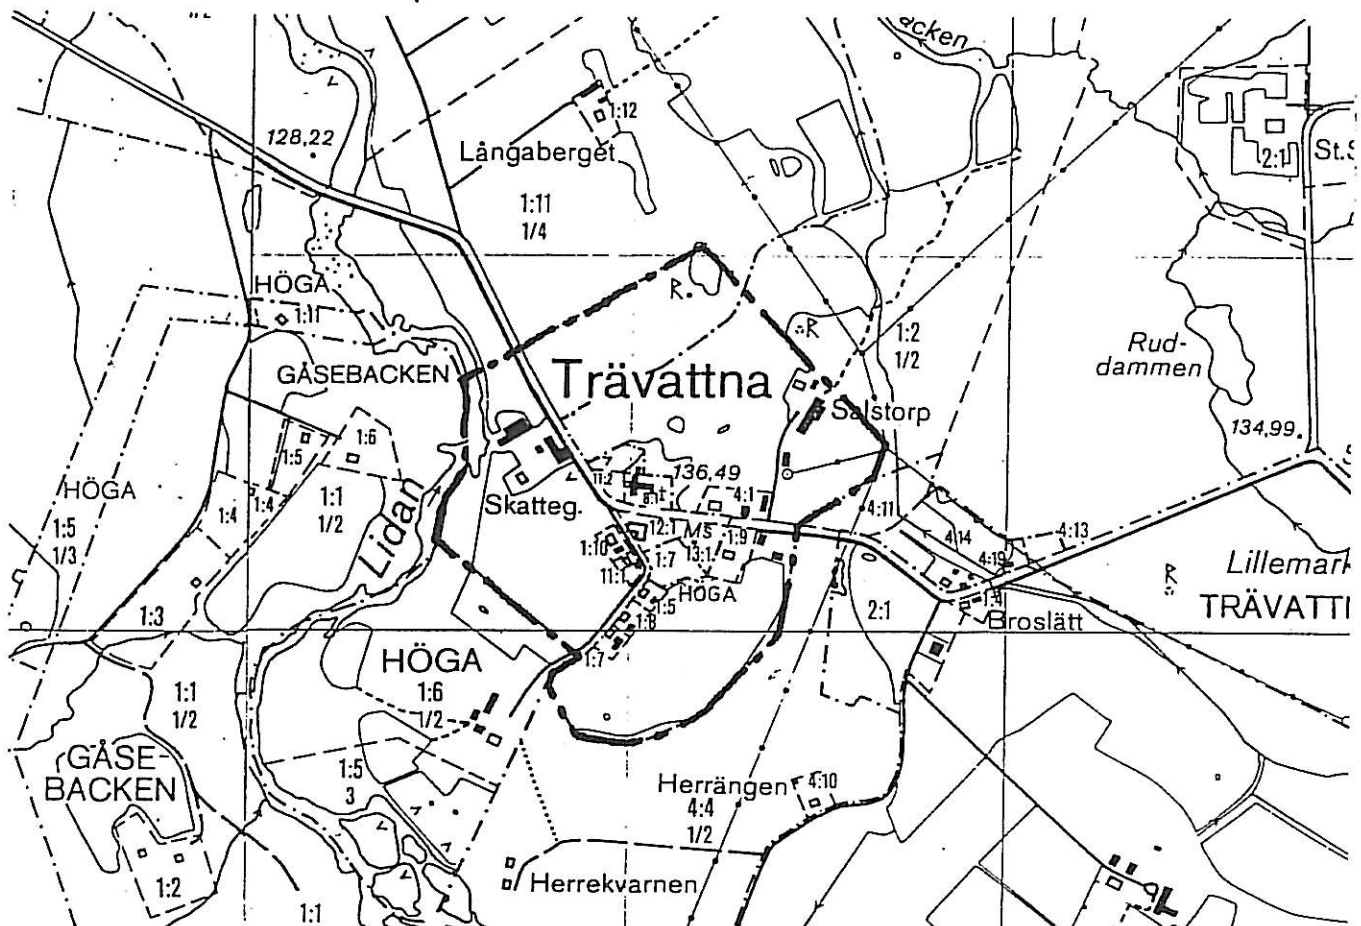 acken
128,22
1:12
Långaberget
2:1
St.S
1:11
1/4
HÖGA
1:11
R.
R
1:2
1/2
Rud-
dammen
GÅSEBACKEN
Trävattna
Salstorp
134,99.
1:6
1:5
HÖGA
1:5
1/3
1:4
1:4
1:1
1/2
Lidan
Skatteg.
11:2
8:1
136,49
4:1
4:11
12:1
Ms
1:9
4:14
4:13
4:19
1:10
1:7
13:1
11:1
Lillemar
R
TRÄVATT
1:5
HÖGA
1:3
1:8
2:1
1:4
Broslätt
1:7
HÖGA
1:6
1/2
1:1
1/2
GÅSE-
BACKEN
1:5
3
Herrängen
4:10
4:4
1/2
Herrekvarnen
1:2
1:1